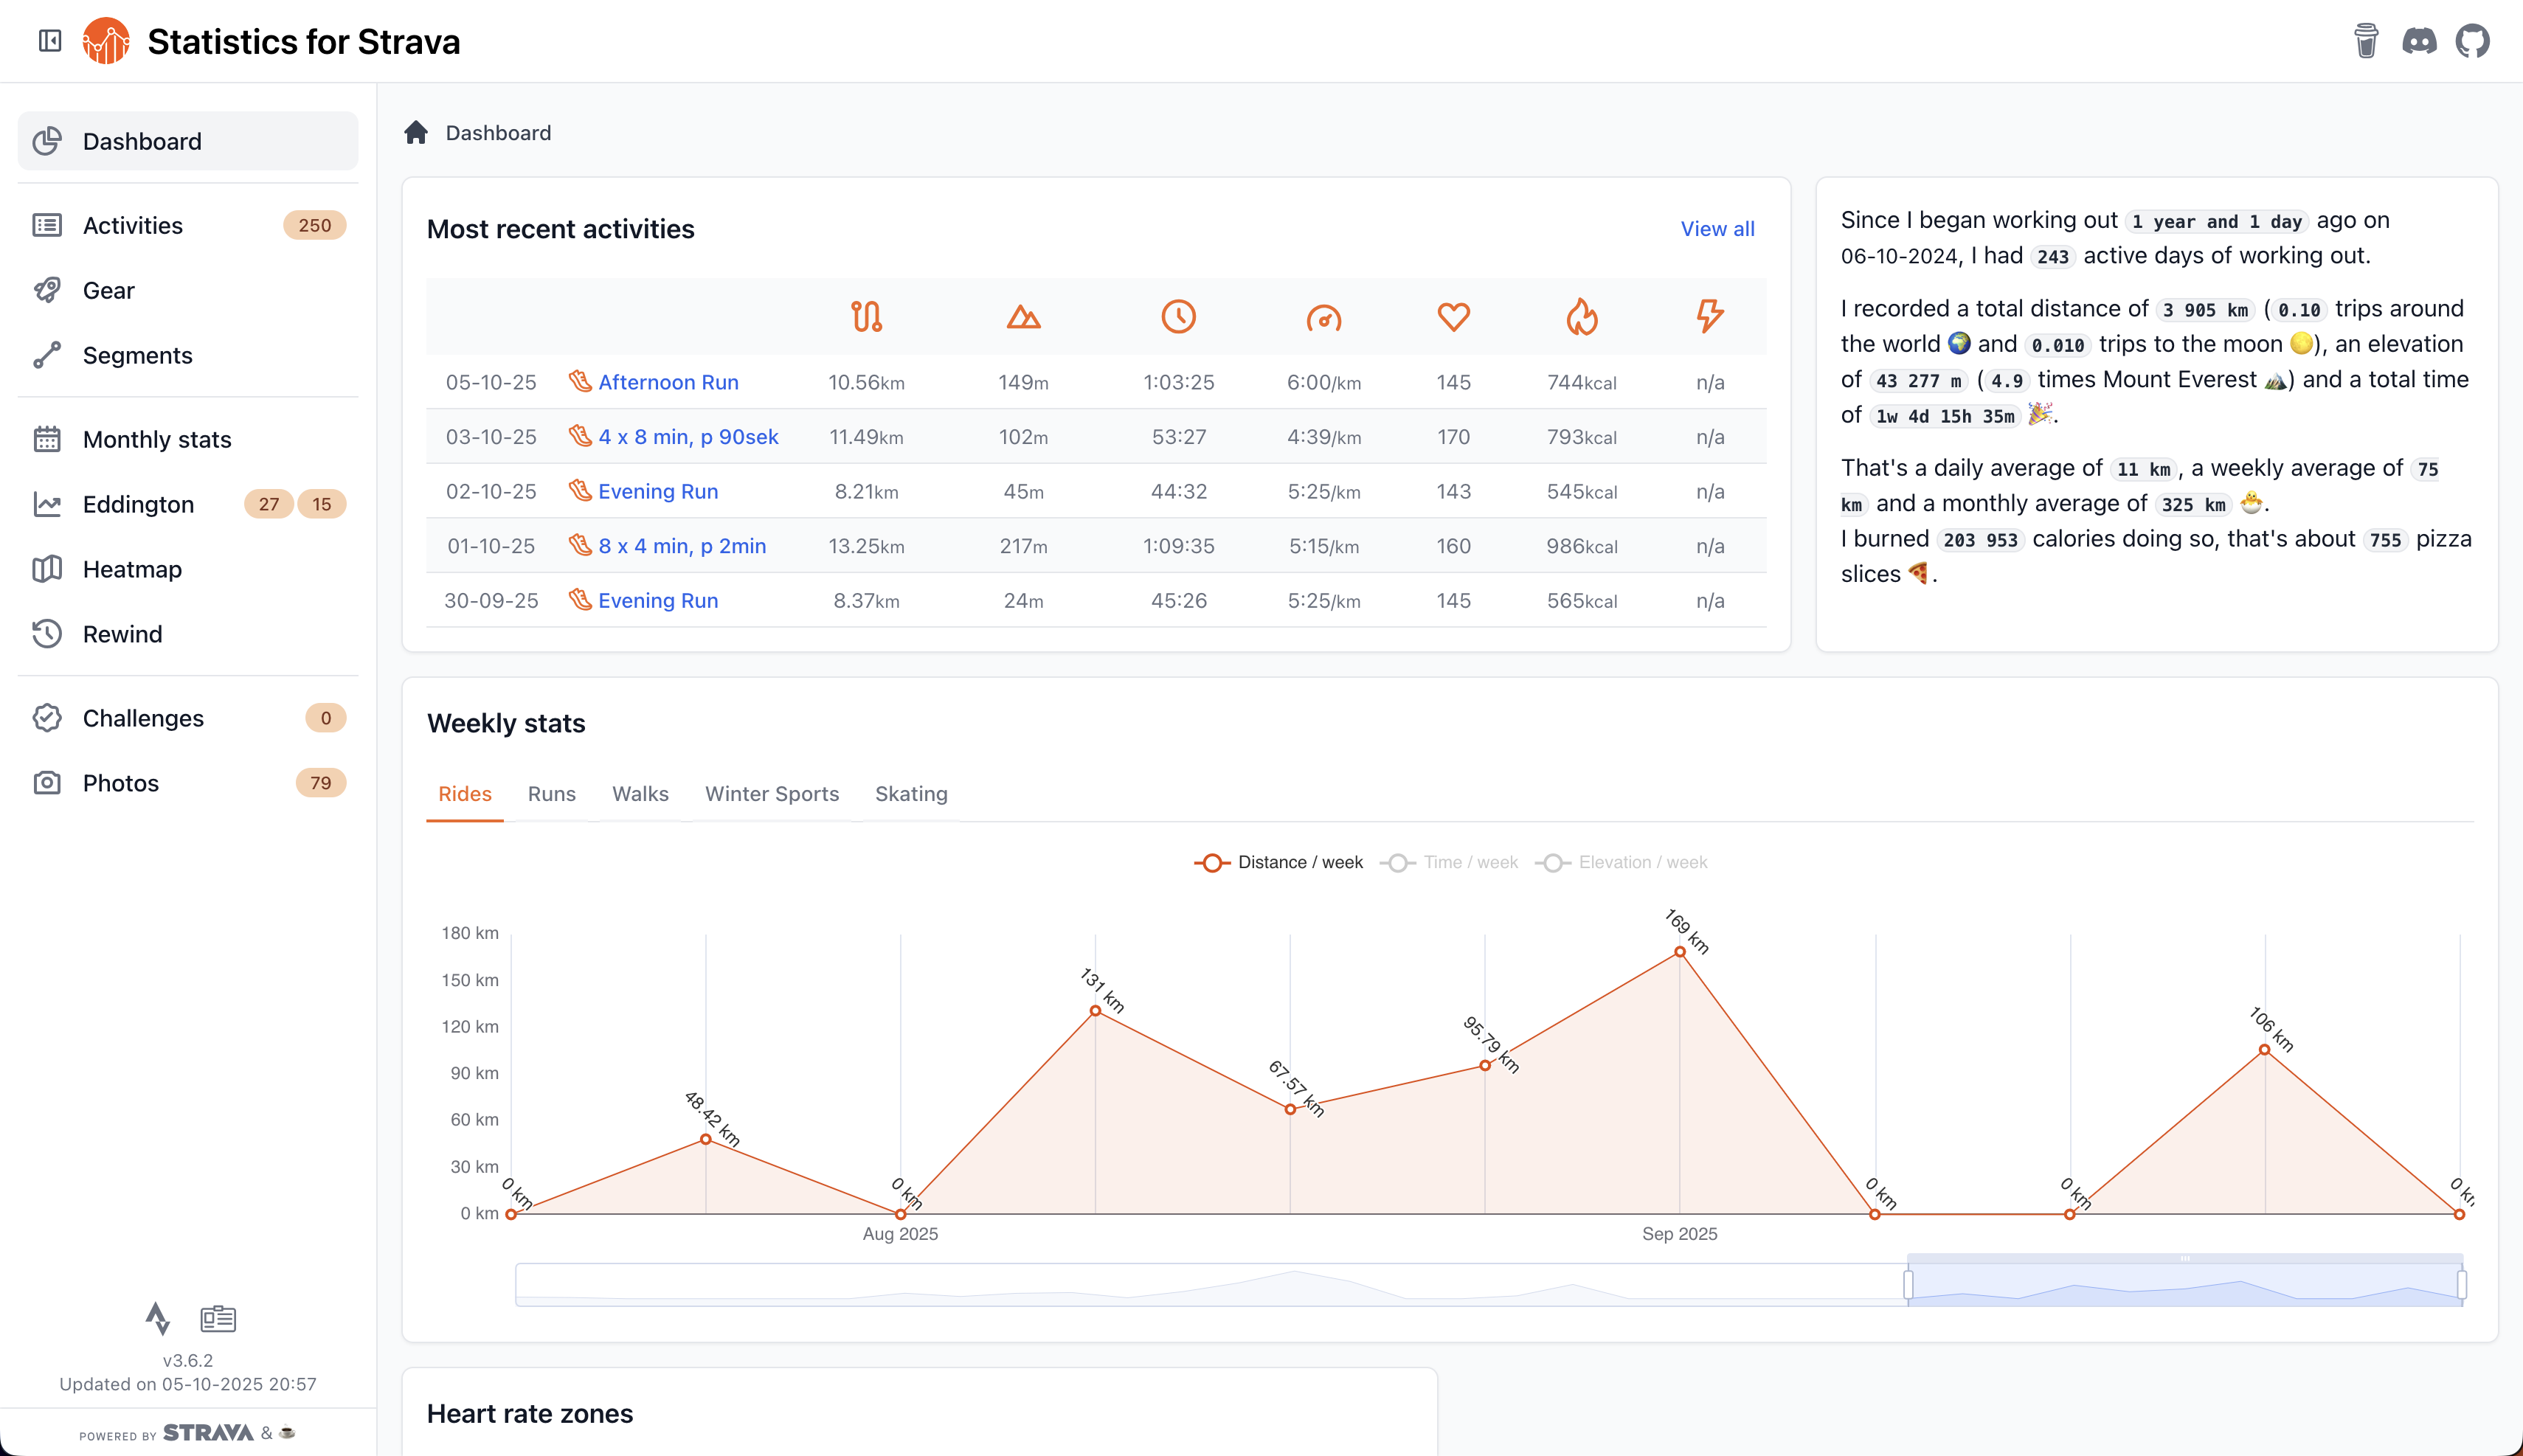 Statistics for Strava
Dashboard
Activities 250
Gear
Segments
Monthly stats
Eddington 27 15
Heatmap
Rewind
Challenges 0
Photos 79
v3.6.2
Updated on 05-10-2025 20:57
POWERED BY STRAVA &
Dashboard
Most recent activities View all
05-10-25 Afternoon Run 10.56km 149m 1:03:25 6:00/km 145 744kcal n/a
03-10-25 4 x 8 min, p 90sek 11.49km 102m 53:27 4:39/km 170 793kcal n/a
02-10-25 Evening Run 8.21km 45m 44:32 5:25/km 143 545kcal n/a
01-10-25 8 x 4 min, p 2min 13.25km 217m 1:09:35 5:15/km 160 986kcal n/a
30-09-25 Evening Run 8.37km 24m 45:26 5:25/km 145 565kcal n/a
Since I began working out 1 year and 1 day ago on
06-10-2024, I had 243 active days of working out.
I recorded a total distance of 3 905 km (0.10 trips around
the world 🌍 and 0.010 trips to the moon 🌕), an elevation
of 43 277 m (4.9 times Mount Everest 🏔️) and a total time
of 1w 4d 15h 35m 🎉.
That's a daily average of 11 km, a weekly average of 75
km and a monthly average of 325 km 🐣.
I burned 203 953 calories doing so, that's about 755 pizza
slices 🍕.
Weekly stats
Rides Runs Walks Winter Sports Skating
Distance / week Time / week Elevation / week
180 km
150 km
120 km
90 km
60 km
30 km
0 km
0 km
48.42 km
0 km
131 km
67.57 km
95.79 km
169 km
0 km
0 km
106 km
0 k
Aug 2025 Sep 2025
Heart rate zones